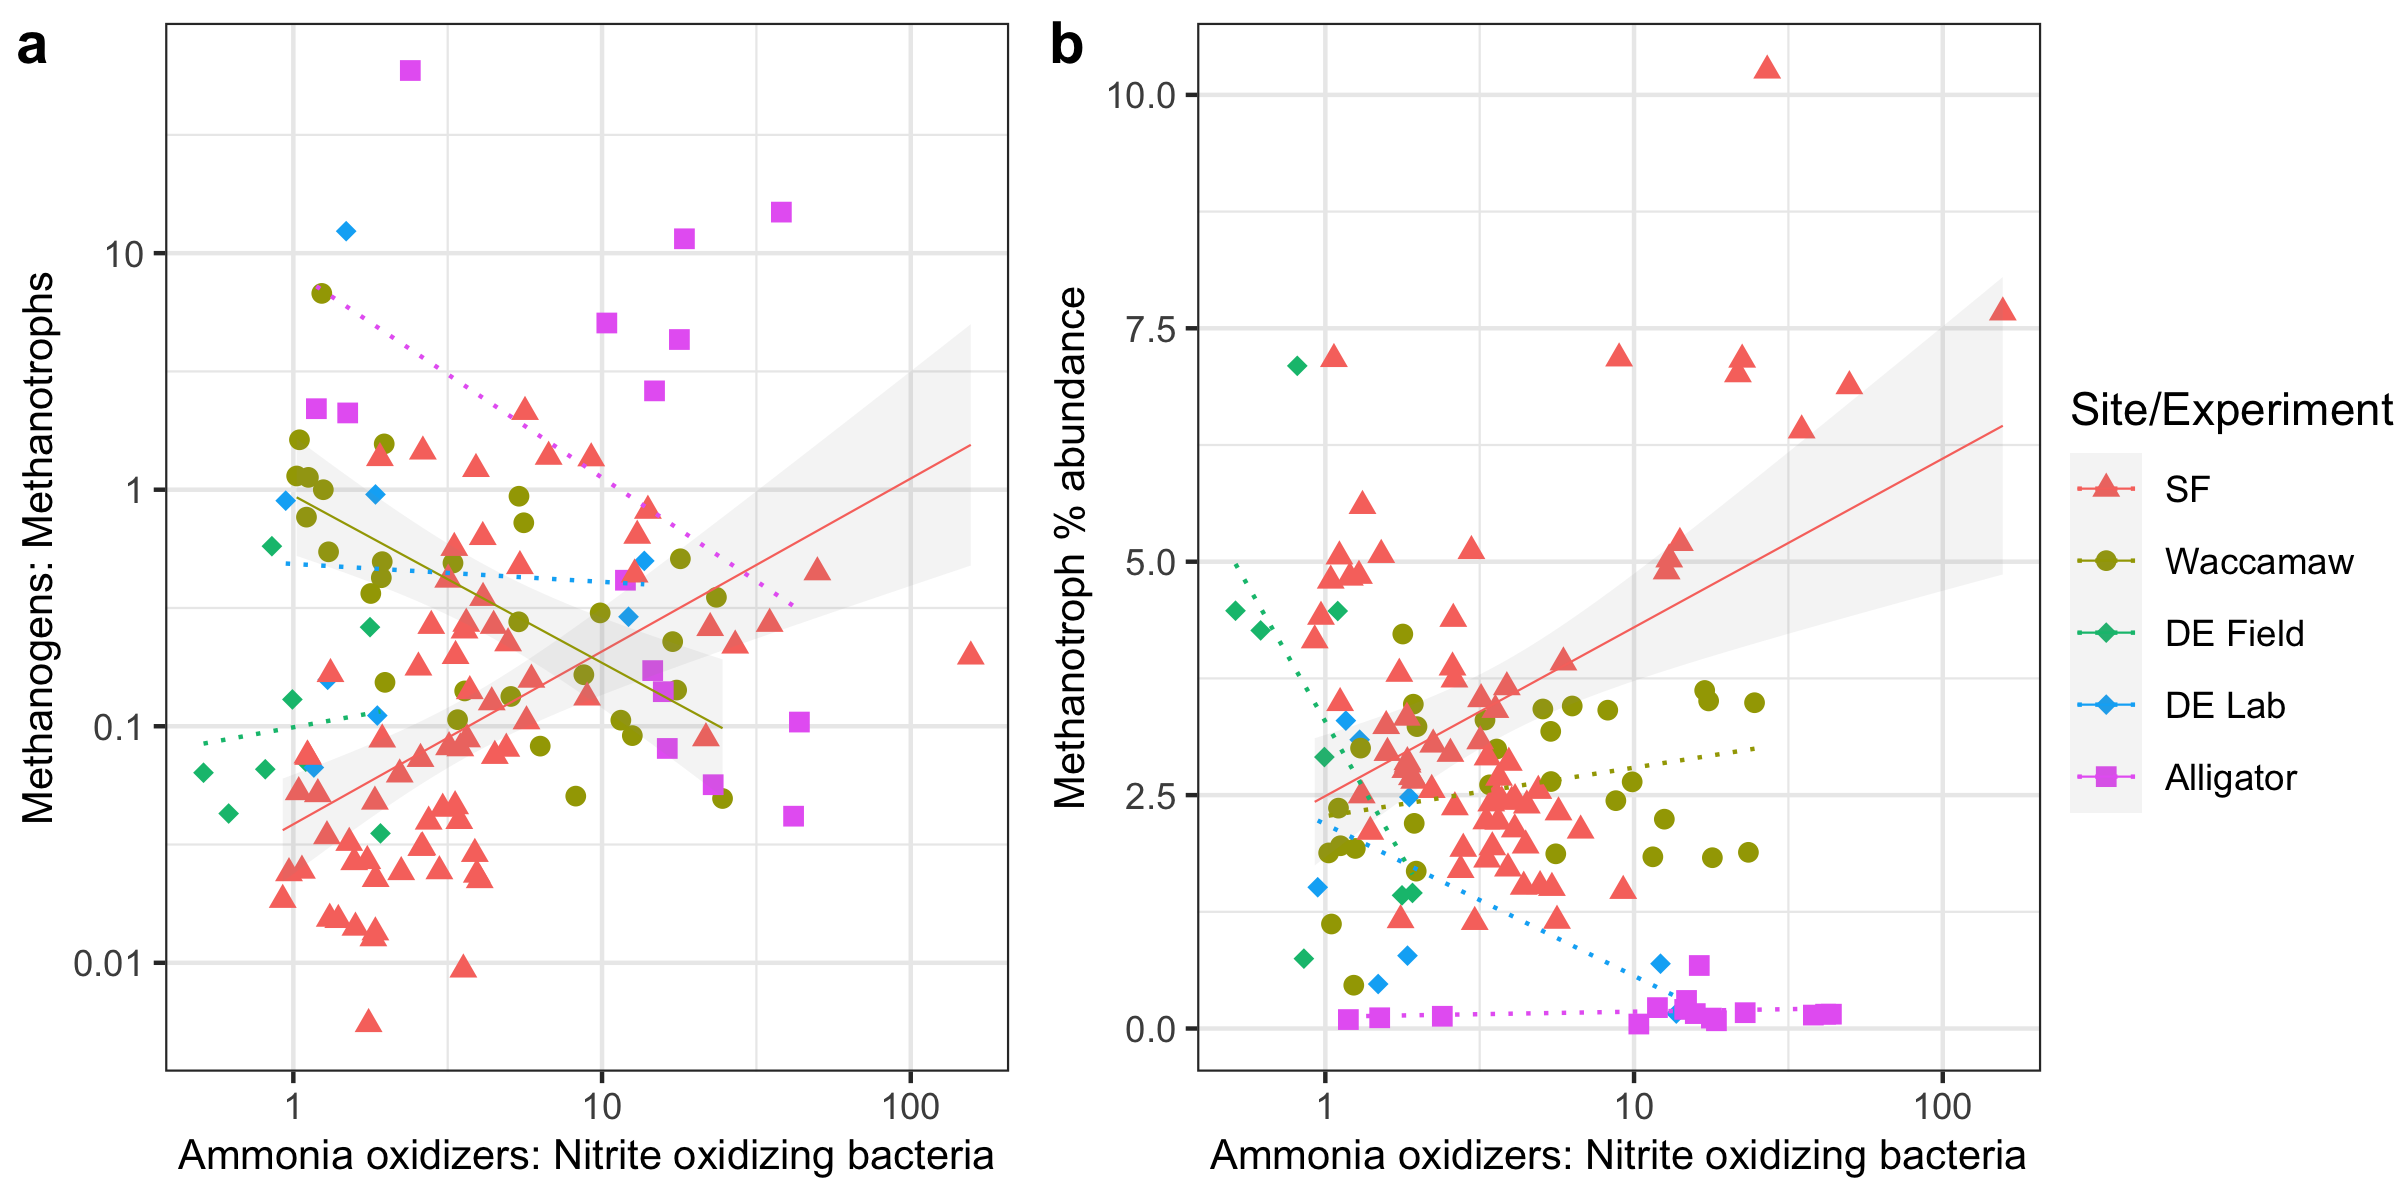 a
Methanogens: Methanotrophs
10
1
0.1
0.01
1
10
100
Ammonia oxidizers: Nitrite oxidizing bacteria
b
Methanotroph % abundance
10.0
7.5
5.0
2.5
0.0
1
10
100
Ammonia oxidizers: Nitrite oxidizing bacteria
Site/Experiment
SF
Waccamaw
DE Field
DE Lab
Alligator